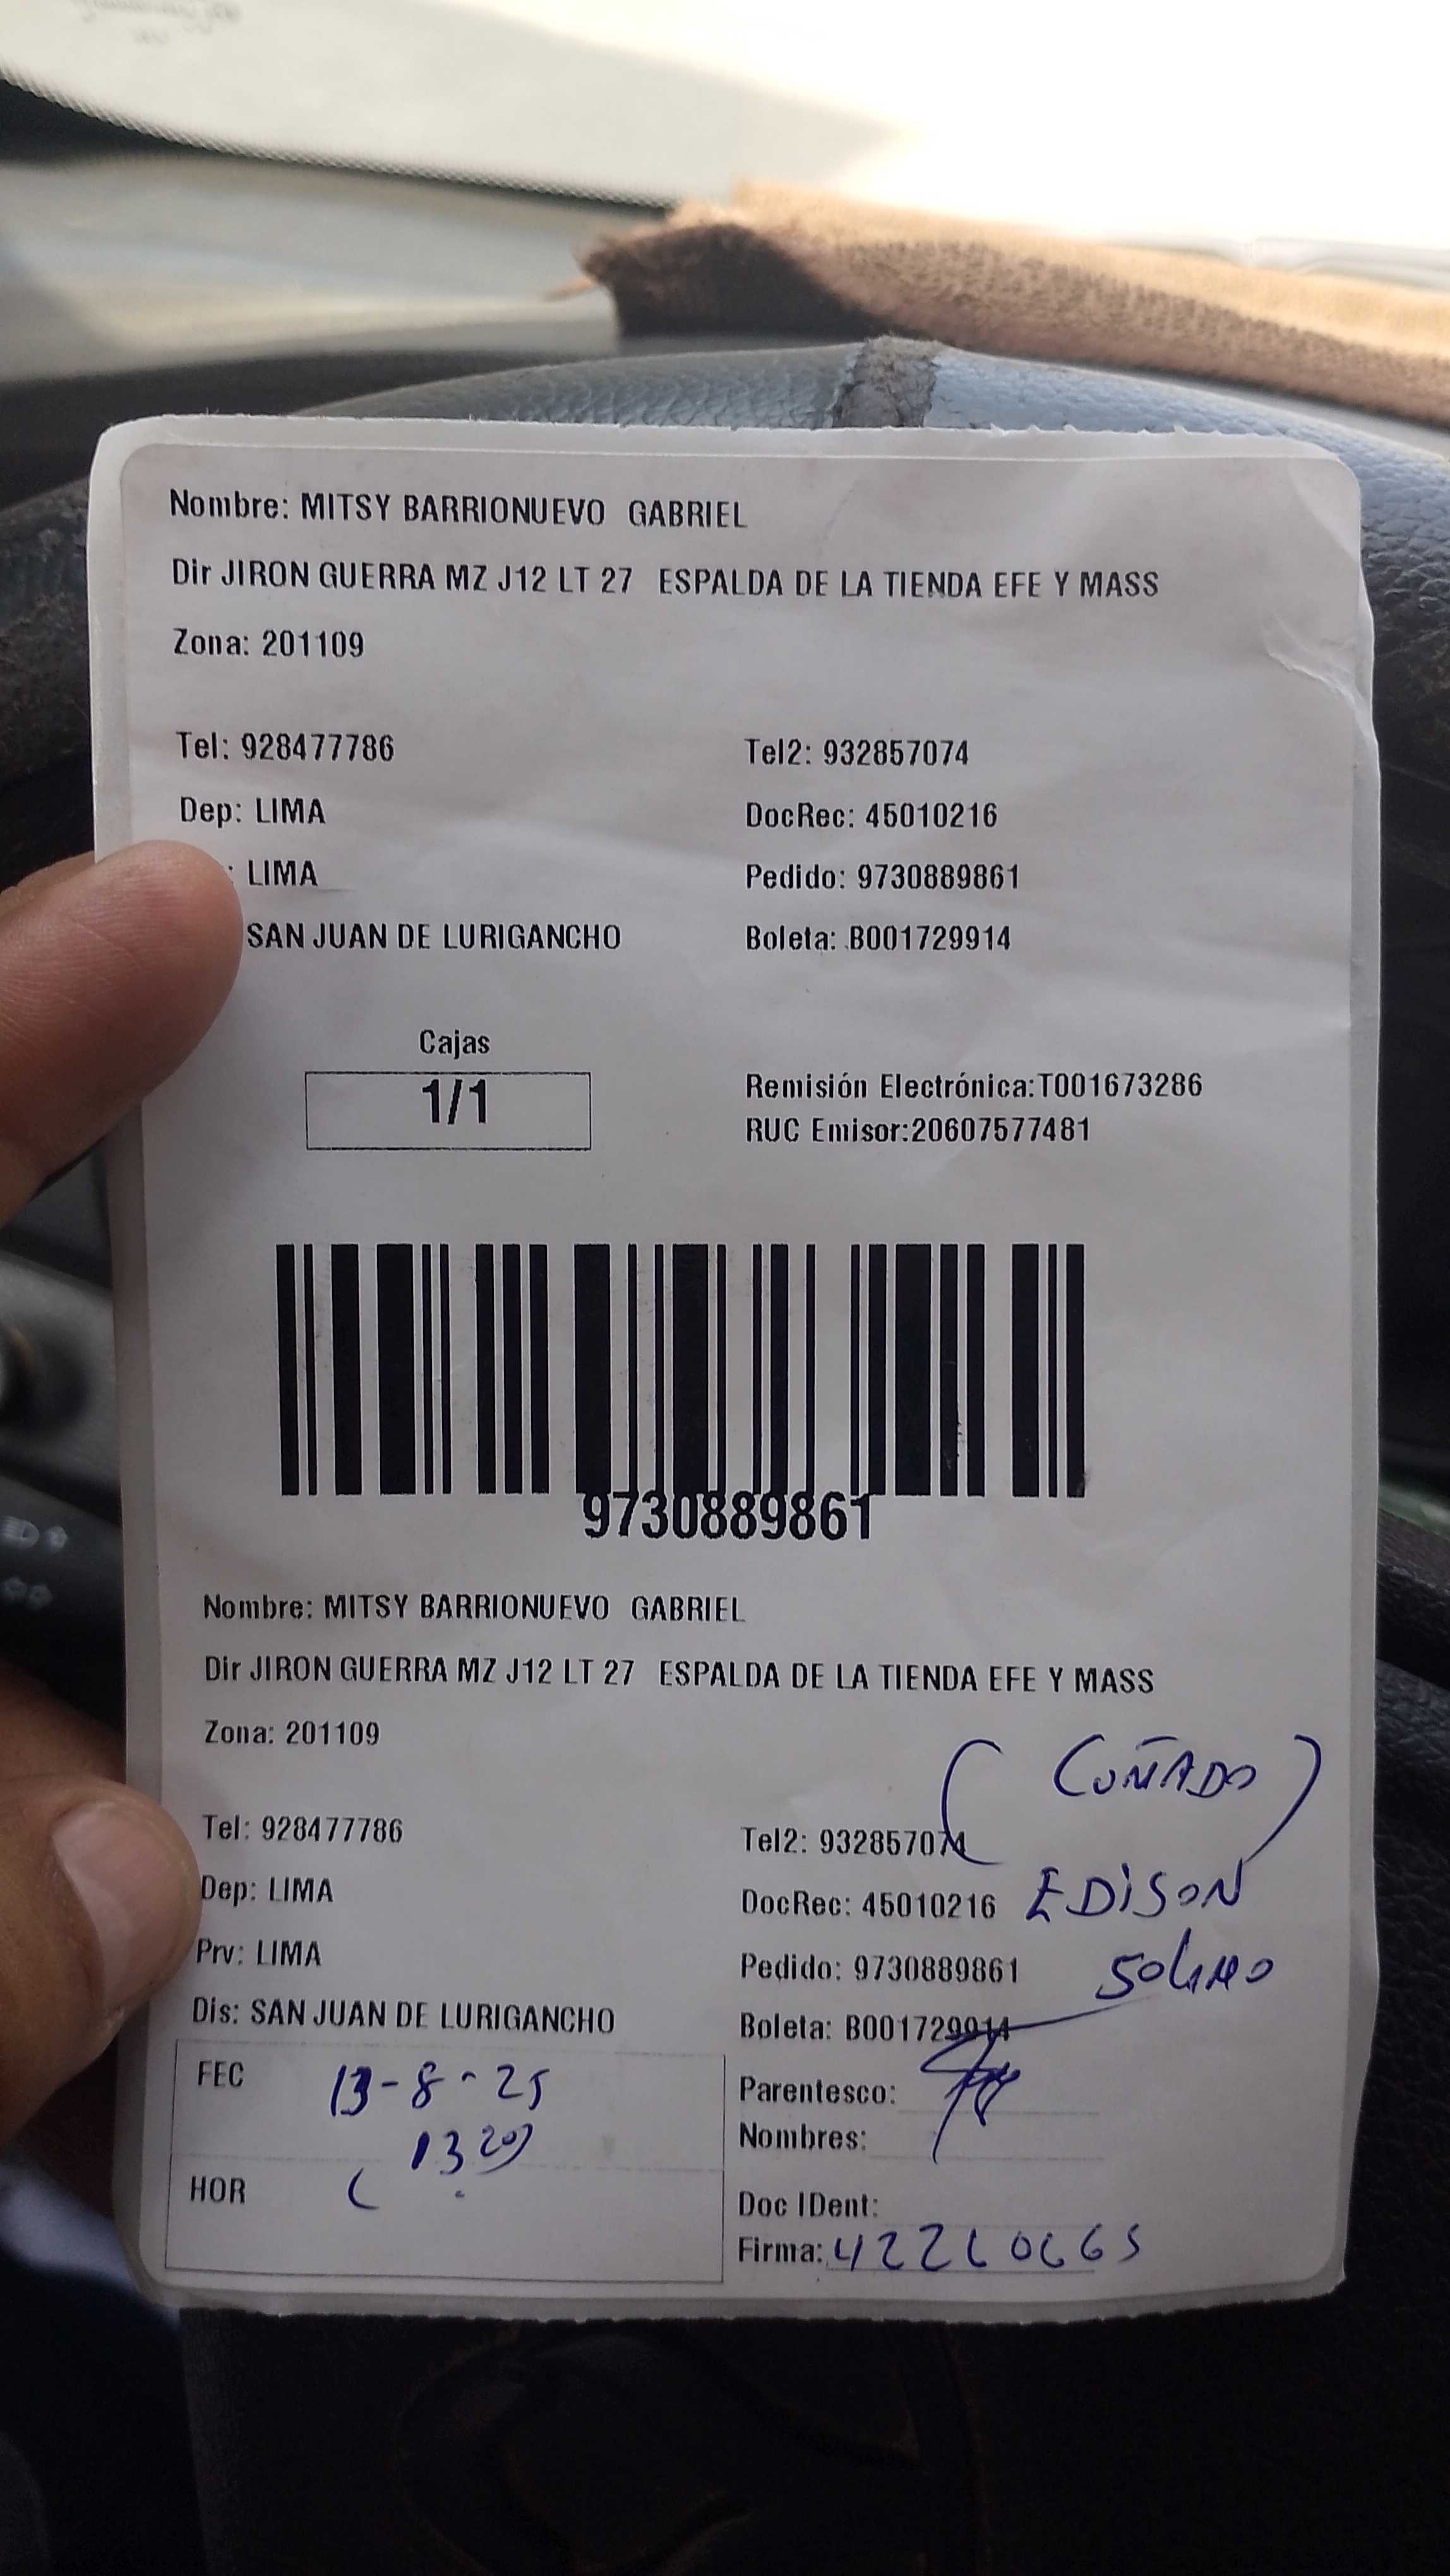 Nombre: MITSY BARRIONUEVO GABRIEL
Dir JIRON GUERRA MZ J12 LT 27 ESPALDA DE LA TIENDA EFE Y MASS
Zona: 201109
Tel: 928477786 Tel2: 932857074
Dep: LIMA DocRec: 45010216
: LIMA Pedido: 9730889861
SAN JUAN DE LURIGANCHO Boleta: B001729914
Cajas
1/1
Remisión Electrónica:T001673286
RUC Emisor:20607577481
9730889861
Nombre: MITSY BARRIONUEVO GABRIEL
Dir JIRON GUERRA MZ J12 LT 27 ESPALDA DE LA TIENDA EFE Y MASS
Zona: 201109
(CUÑADO)
Tel: 928477786 Tel2: 932857074
Dep: LIMA DocRec: 45010216 EDISON
Prv: LIMA Pedido: 9730889861
Dis: SAN JUAN DE LURIGANCHO Boleta: B001729914
FEC 13-8-25 Parentesco:
Nombres:
HOR
Doc IDent:
Firma: